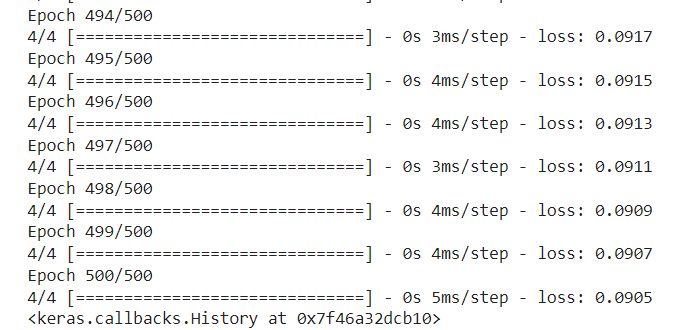 Epoch 494/500
4/4 [==============================] - 0s 3ms/step - loss: 0.0917
Epoch 495/500
4/4 [==============================] - 0s 4ms/step - loss: 0.0915
Epoch 496/500
4/4 [==============================] - 0s 4ms/step - loss: 0.0913
Epoch 497/500
4/4 [==============================] - 0s 3ms/step - loss: 0.0911
Epoch 498/500
4/4 [==============================] - 0s 4ms/step - loss: 0.0909
Epoch 499/500
4/4 [==============================] - 0s 4ms/step - loss: 0.0907
Epoch 500/500
4/4 [==============================] - 0s 5ms/step - loss: 0.0905
<keras.callbacks.History at 0x7f46a32dcb10>